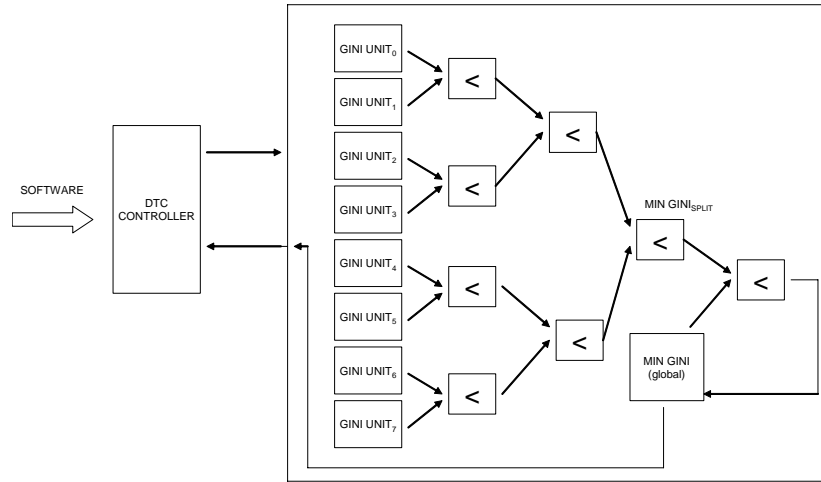 SOFTWARE
DTC
CONTROLLER
GINI UNIT0
GINI UNIT1
GINI UNIT2
GINI UNIT3
GINI UNIT4
GINI UNIT5
GINI UNIT6
GINI UNIT7
<
<
<
<
<
<
MIN GINISPLIT
<
<
MIN GINI
(global)